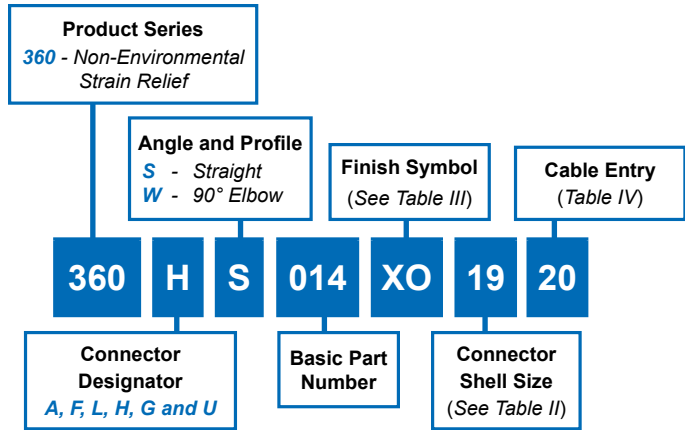 Product Series
360 - Non-Environmental
Strain Relief
Angle and Profile
S - Straight
W - 90° Elbow
Finish Symbol
(See Table III)
Cable Entry
(Table IV)
360 H S 014 XO 19 20
Connector
Designator
A, F, L, H, G and U
Basic Part
Number
Connector
Shell Size
(See Table II)